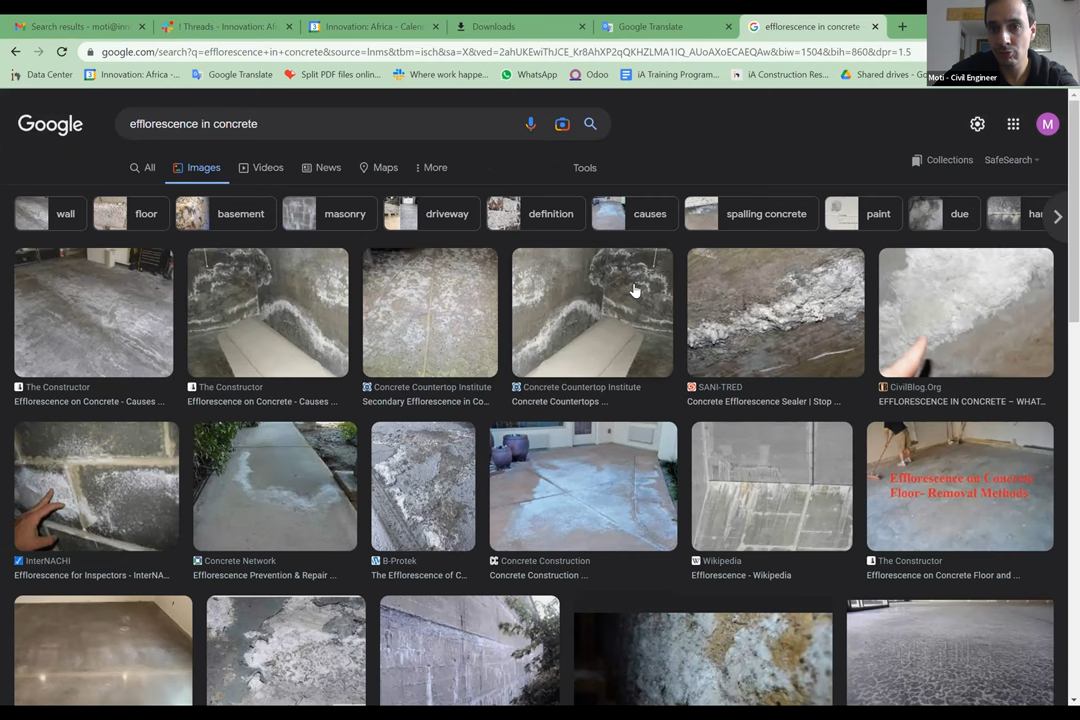 Search results - moti@inno
! Threads - Innovation: Af
Innovation: Africa - Calen
Downloads
Google Translate
efflorescence in concrete
google.com/search?q=efflorescence+in+concrete&source=lnms&tbm=isch&sa=X&ved=2ahUKEwiThJCE_Kr8AhXP2qQKHZLMA1IQ_AUoAXoECAEQAw&biw=1504&bih=860&dpr=1.5
Data Center
Innovation: Africa -...
Google Translate
Split PDF files onlin...
Where work happe...
WhatsApp
Odoo
iA Training Program...
iA Construction Res...
Shared drives - Go
Moti - Civil Engineer
Google
efflorescence in concrete
M
All
Images
Videos
News
Maps
More
Tools
Collections
SafeSearch
wall
floor
basement
masonry
driveway
definition
causes
spalling concrete
paint
due
har
The Constructor
The Constructor
Concrete Countertop Institute
Concrete Countertop Institute
SANI-TRED
CivilBlog.Org
Efflorescence on Concrete - Causes ...
Efflorescence on Concrete - Causes ...
Secondary Efflorescence in Co...
Concrete Countertops ...
Concrete Efflorescence Sealer | Stop ...
EFFLORESCENCE IN CONCRETE – WHAT...
Efflorescence on Concrete
Floor- Removal Methods
InterNACHI
Concrete Network
B-Protek
Concrete Construction
Wikipedia
The Constructor
Efflorescence for Inspectors - InterNA...
Efflorescence Prevention & Repair ...
The Efflorescence of C...
Concrete Construction ...
Efflorescence - Wikipedia
Efflorescence on Concrete Floor and ...